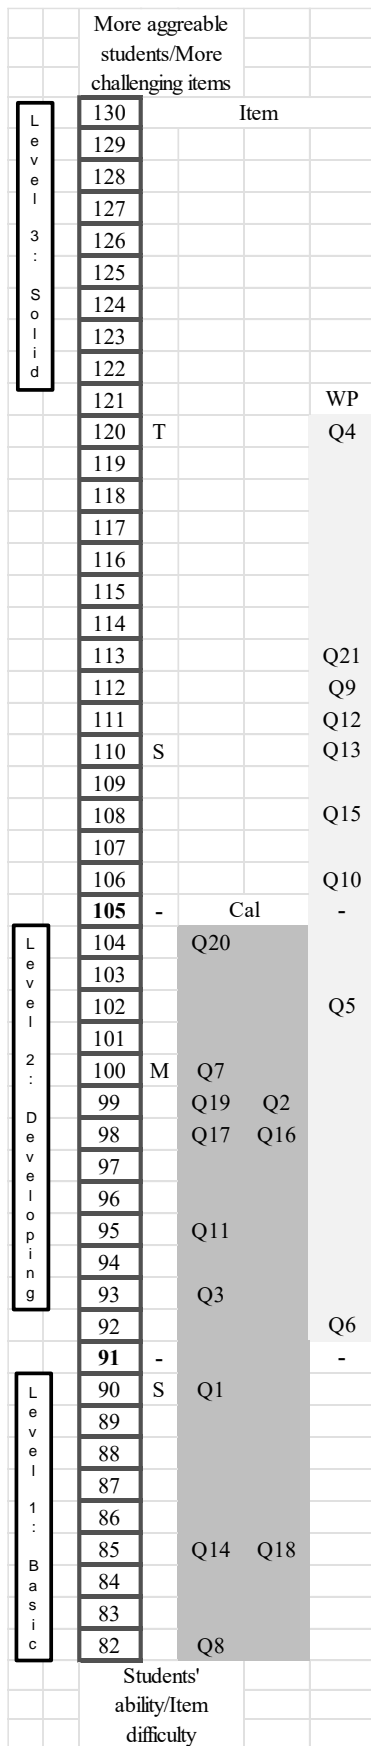 More aggreable
students/More
challenging items
130 Item
129
128
127
126
125
124
123
122
Level 3: Solid
121 WP
120 T Q4
119
118
117
116
115
114
113 Q21
112 Q9
111 Q12
110 S Q13
109
108 Q15
107
106 Q10
105 - Cal -
104 Q20
103
102 Q5
101
100 M Q7
99 Q19 Q2
98 Q17 Q16
97
96
95 Q11
94
93 Q3
Level 2: Developing
92 Q6
91 - -
90 S Q1
89
88
87
86
85 Q14 Q18
84
83
82 Q8
Level 1: Basic
Students'
ability/Item
difficulty